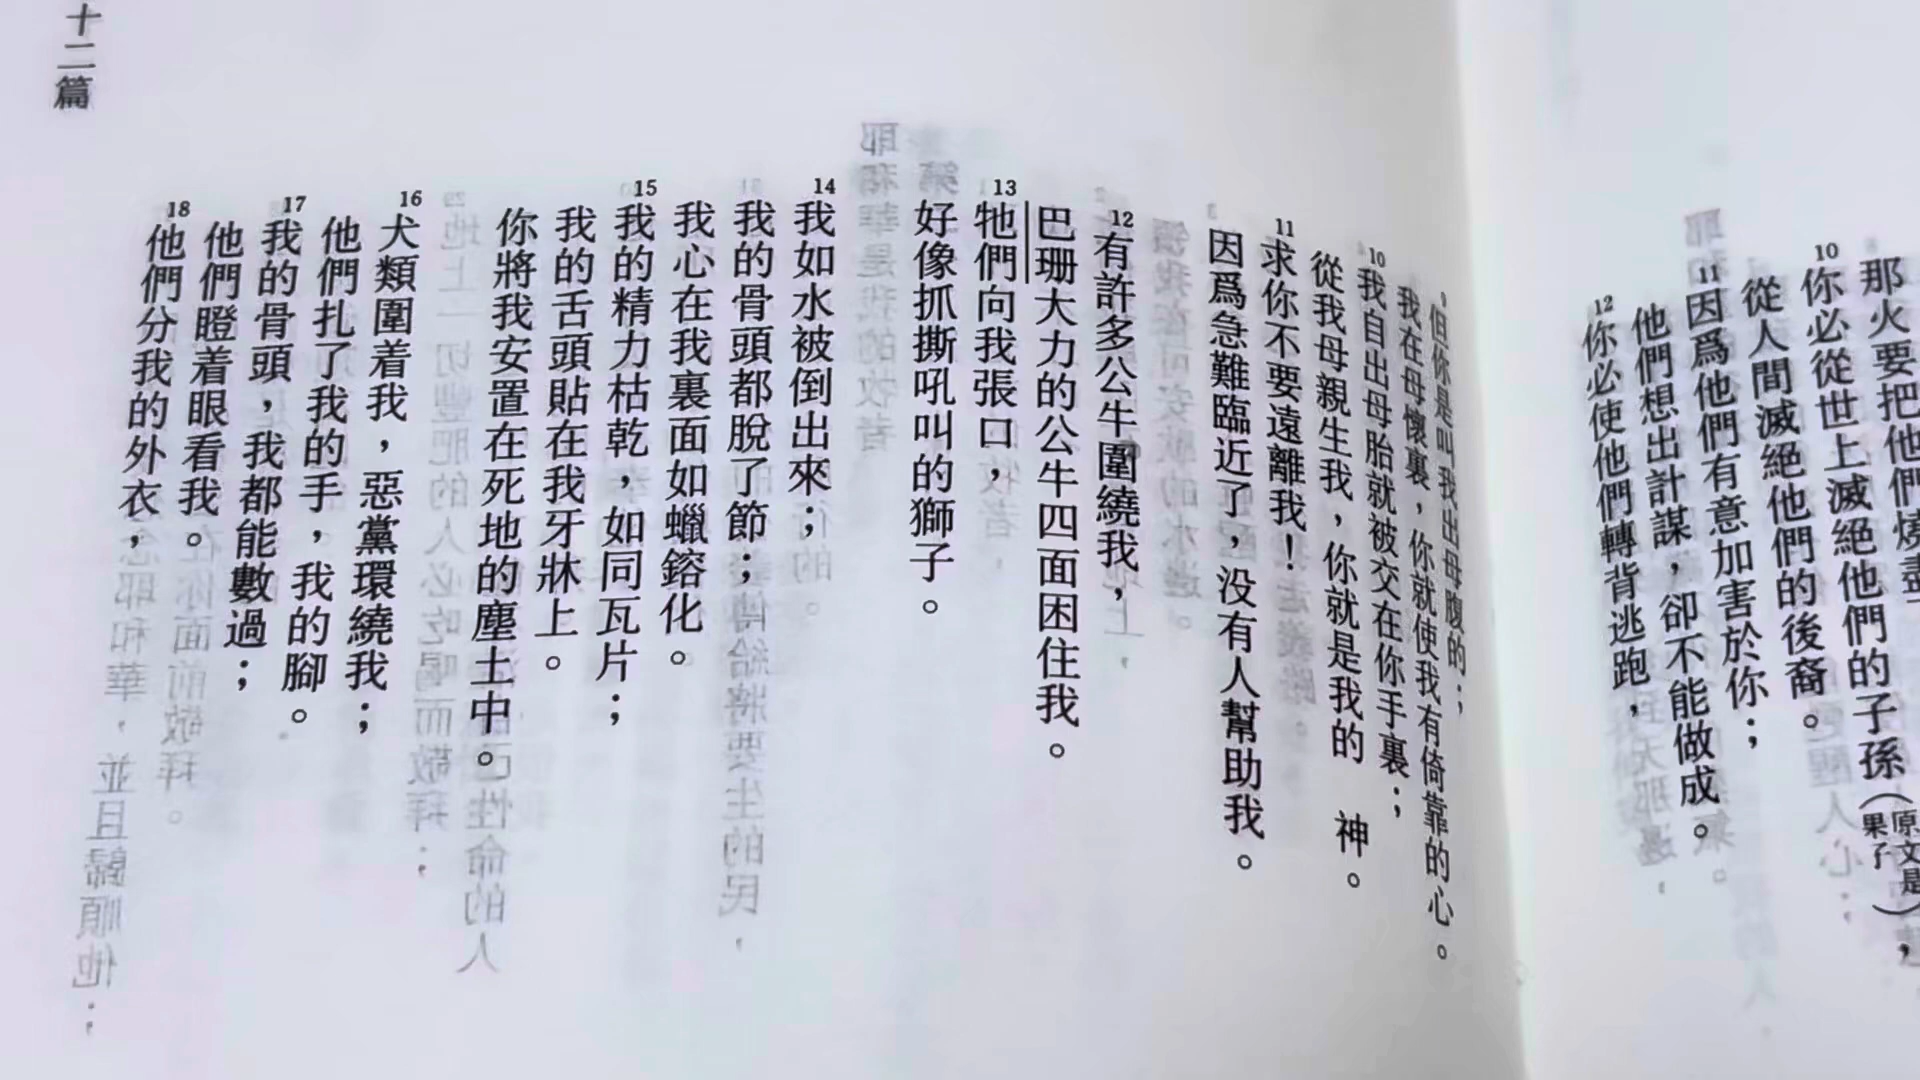 那火要把他們燒盡
10 你必從世上滅絕他們的子孫（原文是果子），
從人間滅絕他們的後裔。
11 因爲他們有意加害於你；
他們想出計謀，卻不能做成。
12 你必使他們轉背逃跑，
9 但你是叫我出母腹的；
我在母懷裏，你就使我有倚靠的心。
10 我自出母胎就被交在你手裏；
從我母親生我，你就是我的　神。
11 求你不要遠離我！
因爲急難臨近了，没有人幫助我。
12 有許多公牛圍繞我，
巴珊大力的公牛四面困住我。
13 牠們向我張口，
好像抓撕吼叫的獅子。
14 我如水被倒出來；
我的骨頭都脫了節；
我心在我裏面如蠟鎔化。
15 我的精力枯乾，如同瓦片；
我的舌頭貼在我牙牀上。
你將我安置在死地的塵土中。
16 犬類圍着我，惡黨環繞我；
他們扎了我的手，我的腳。
17 我的骨頭，我都能數過；
他們瞪着眼看我。
18 他們分我的外衣，
十二篇